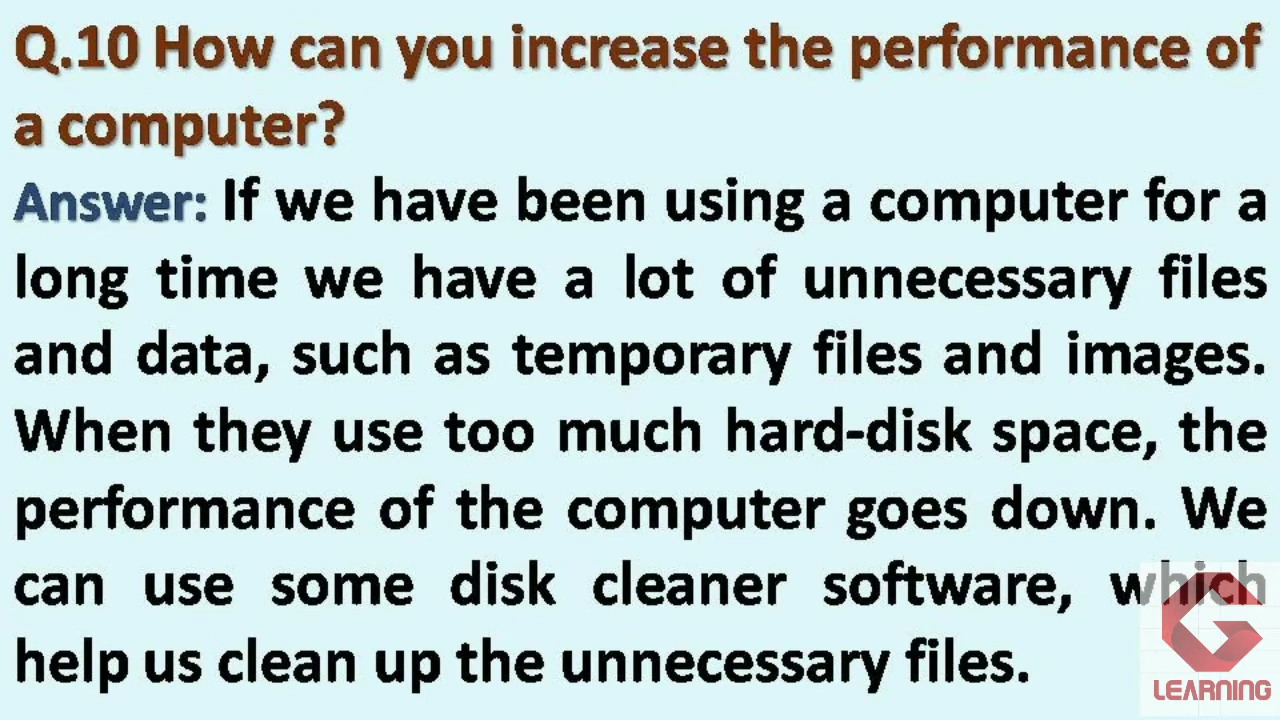 Q.10 How can you increase the performance of
a computer?
Answer: If we have been using a computer for a
long time we have a lot of unnecessary files
and data, such as temporary files and images.
When they use too much hard-disk space, the
performance of the computer goes down. We
can use some disk cleaner software, which
help us clean up the unnecessary files.
G
LEARNING